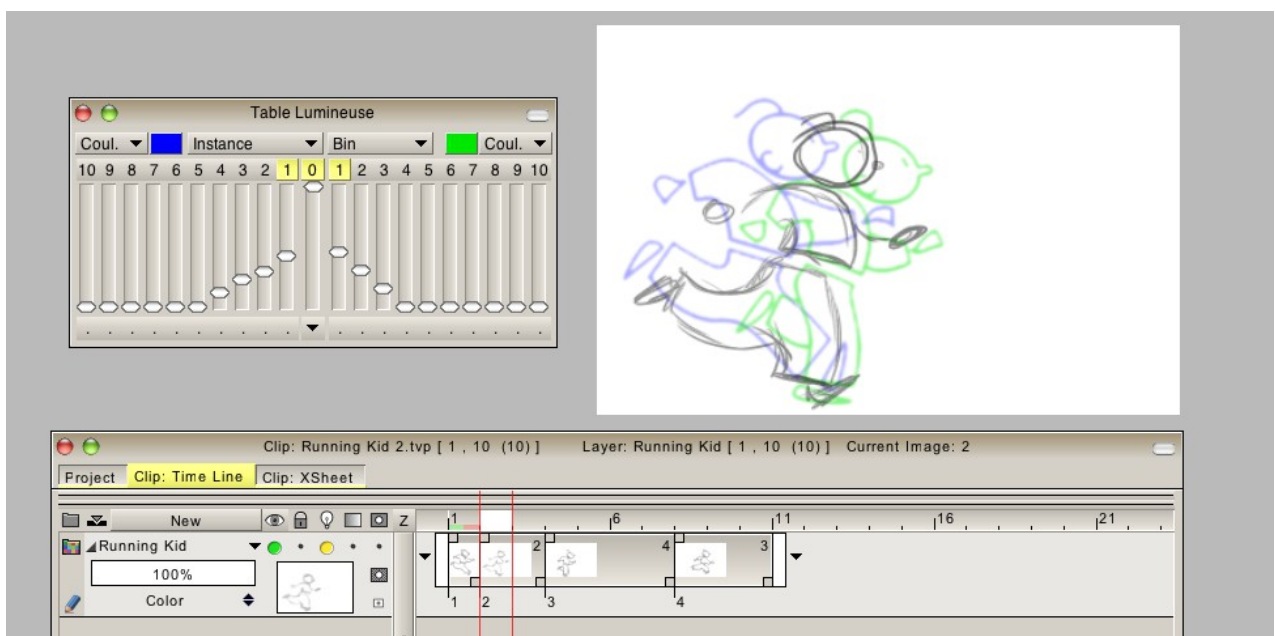 Table Lumineuse
Coul. Instance Bin Coul.
10 9 8 7 6 5 4 3 2 1 0 1 2 3 4 5 6 7 8 9 10
Clip: Running Kid 2.tvp [ 1 , 10 (10) ] Layer: Running Kid [ 1 , 10 (10) ] Current Image: 2
Project Clip: Time Line Clip: XSheet
New Z 1 6 11 16 21
Running Kid 2 4 3
100%
Color 1 2 3 4